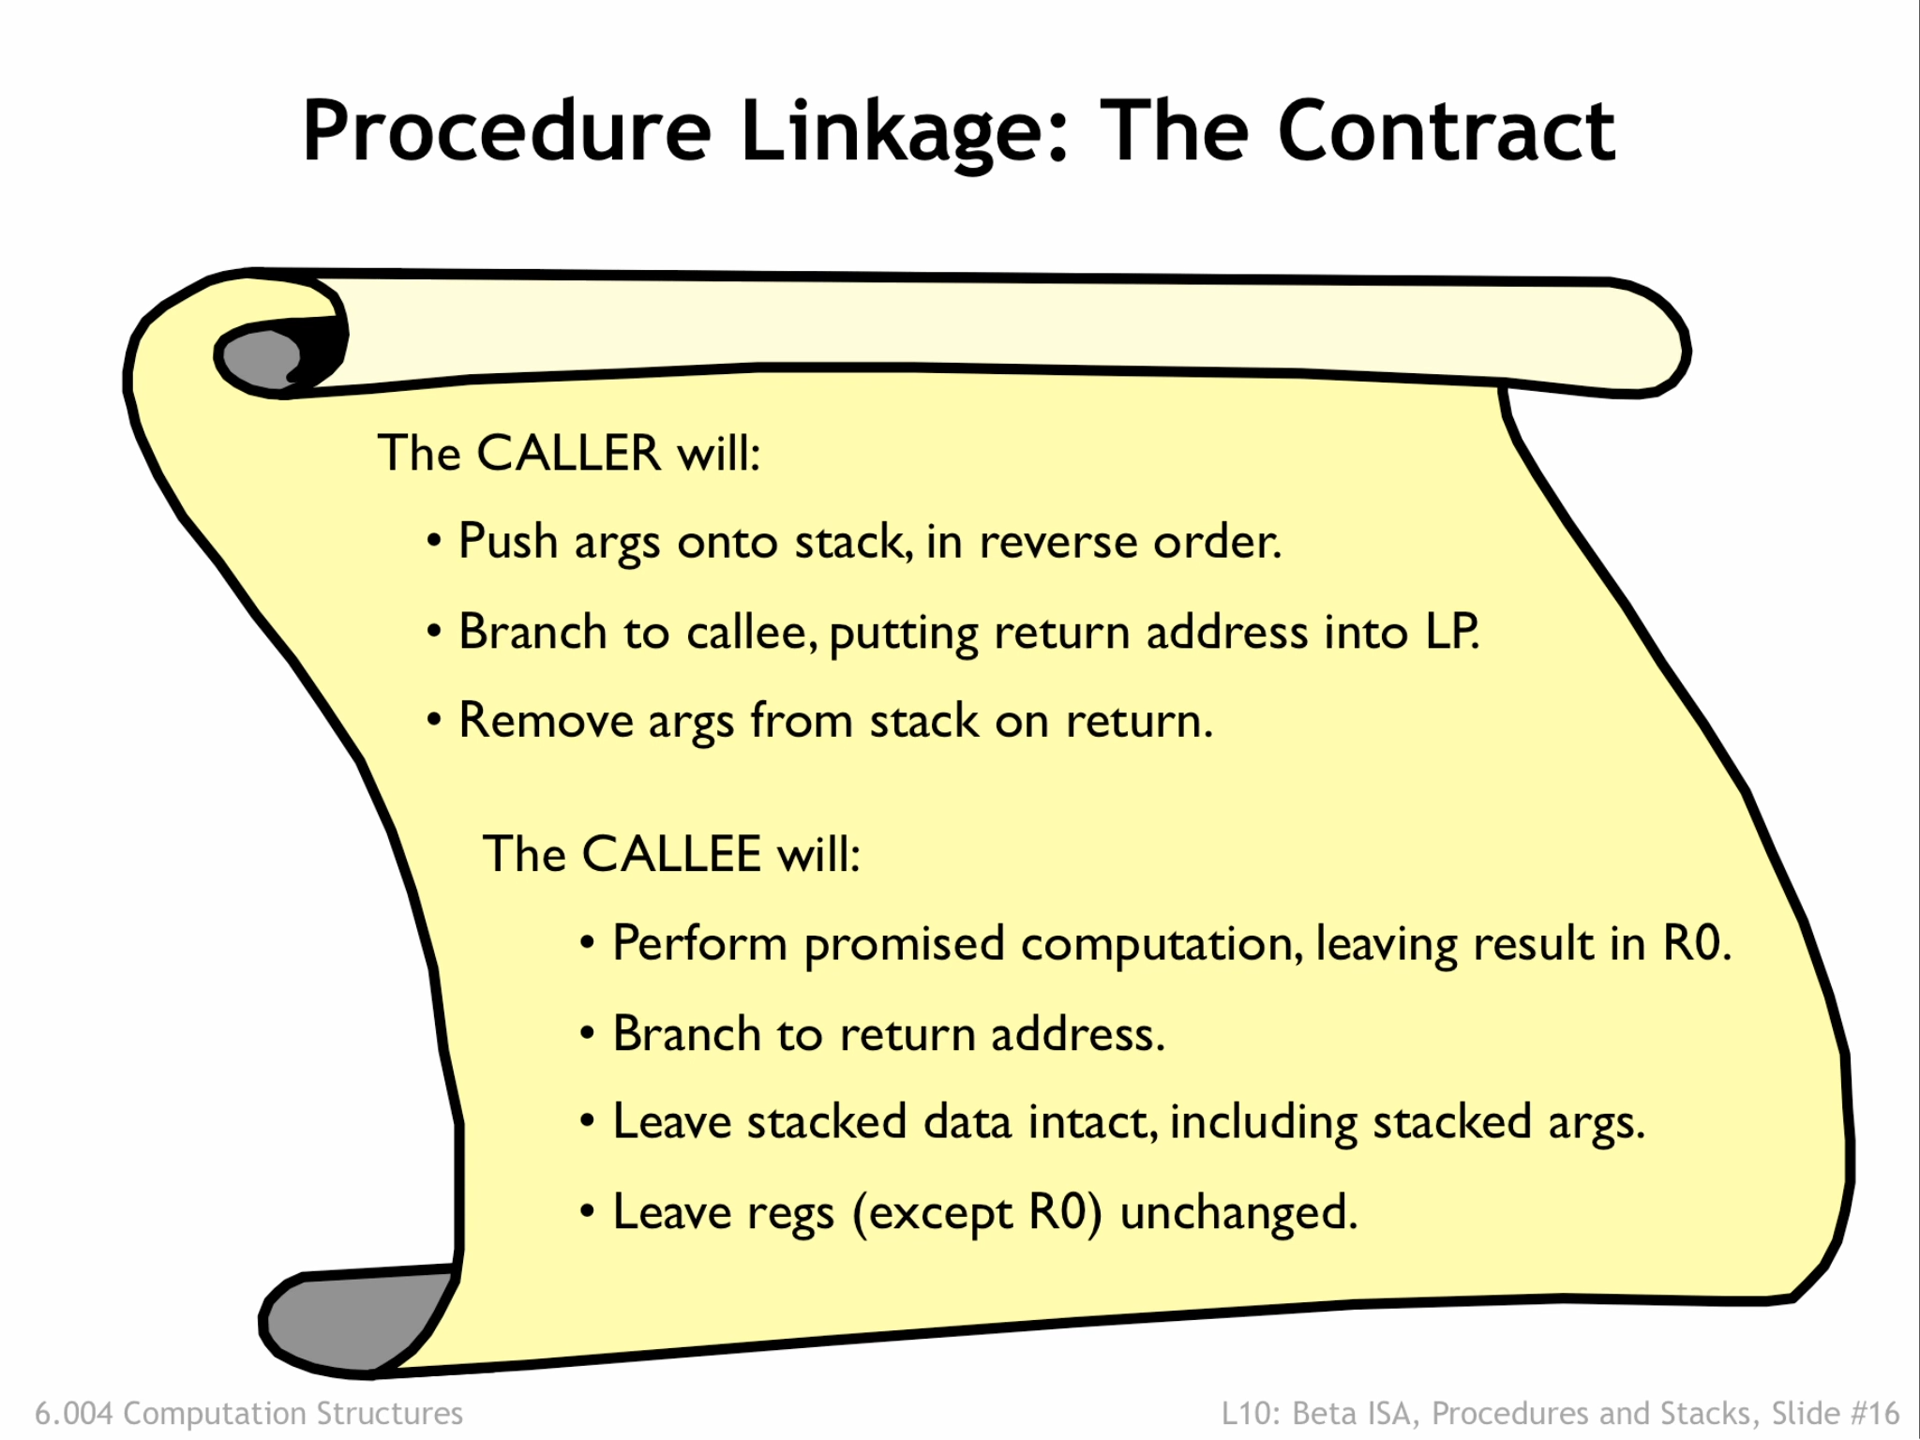 Procedure Linkage: The Contract
The CALLER will:
• Push args onto stack, in reverse order.
• Branch to callee, putting return address into LP.
• Remove args from stack on return.
The CALLEE will:
• Perform promised computation, leaving result in R0.
• Branch to return address.
• Leave stacked data intact, including stacked args.
• Leave regs (except R0) unchanged.
6.004 Computation Structures
L10: Beta ISA, Procedures and Stacks, Slide #16